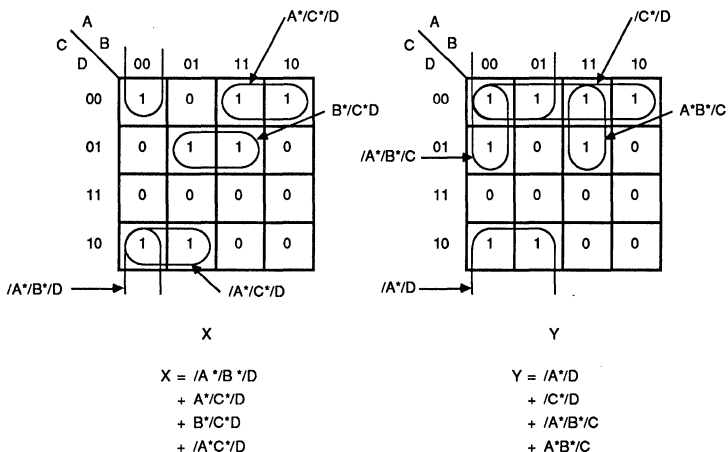 A
B
C
D
00 01 11 10
00 1 0 1 1
01 0 1 1 0
11 0 0 0 0
10 1 1 0 0
A*/C*/D
B*/C*D
/A*/B*/D
/A*/C*/D
X
X = /A */B */D
+ A*/C*/D
+ B*/C*D
+ /A*C*/D
A
B
C
D
00 01 11 10
00 1 1 1 1
01 1 0 1 0
11 0 0 0 0
10 1 1 0 0
/C*/D
A*B*/C
/A*/B*/C
/A*/D
Y
Y = /A*/D
+ /C*/D
+ /A*/B*/C
+ A*B*/C